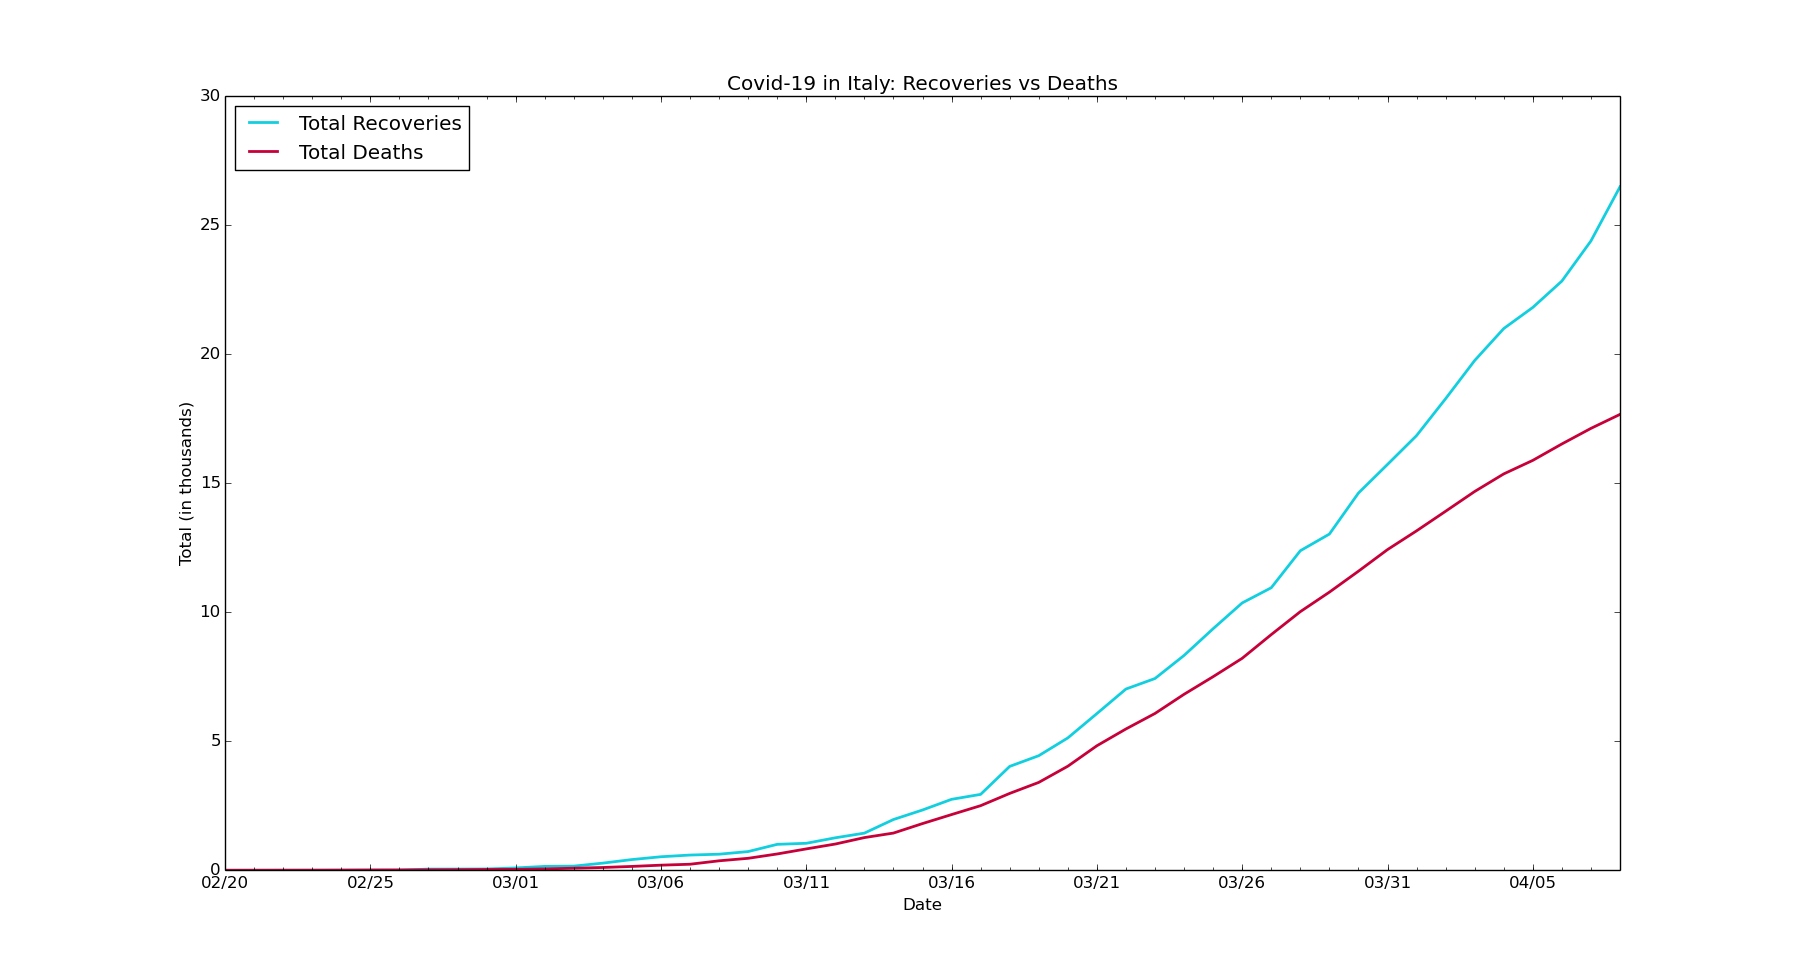 Covid-19 in Italy: Recoveries vs Deaths
Total Recoveries
Total Deaths
30
25
20
15
10
5
0
Total (in thousands)
02/20 02/25 03/01 03/06 03/11 03/16 03/21 03/26 03/31 04/05
Date